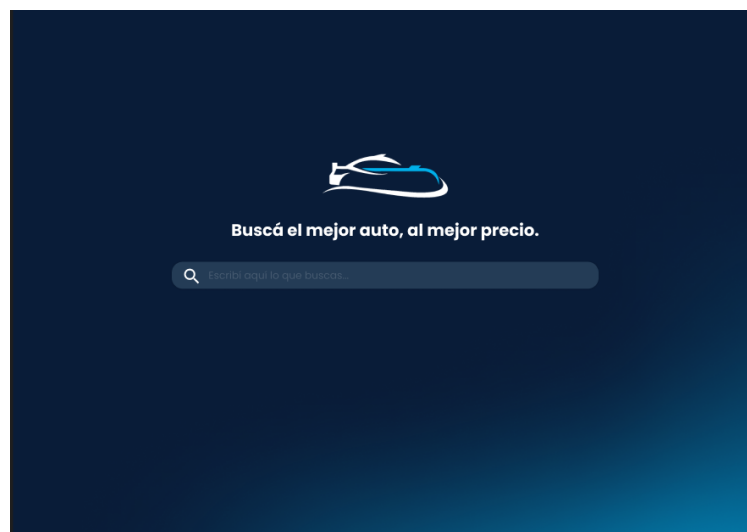 Buscá el mejor auto, al mejor precio.
Escribí aquí lo que buscas...